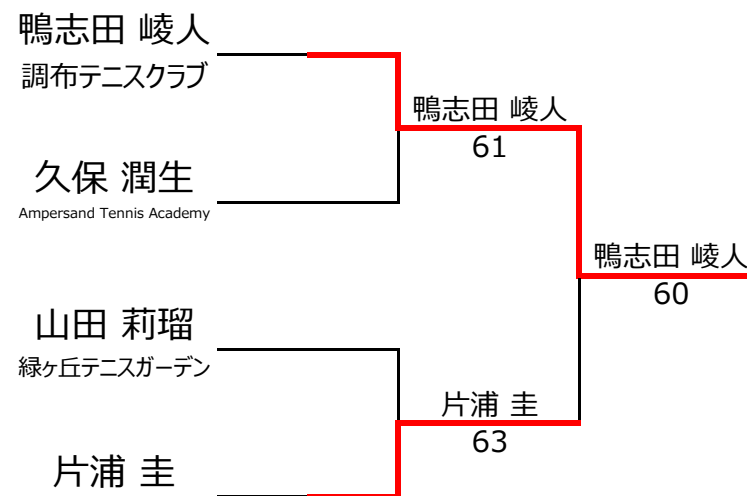 鴨志田 崚人
調布テニスクラブ
鴨志田 崚人
61
久保 潤生
Ampersand Tennis Academy
鴨志田 崚人
60
山田 莉瑠
緑ヶ丘テニスガーデン
片浦 圭
63
片浦 圭